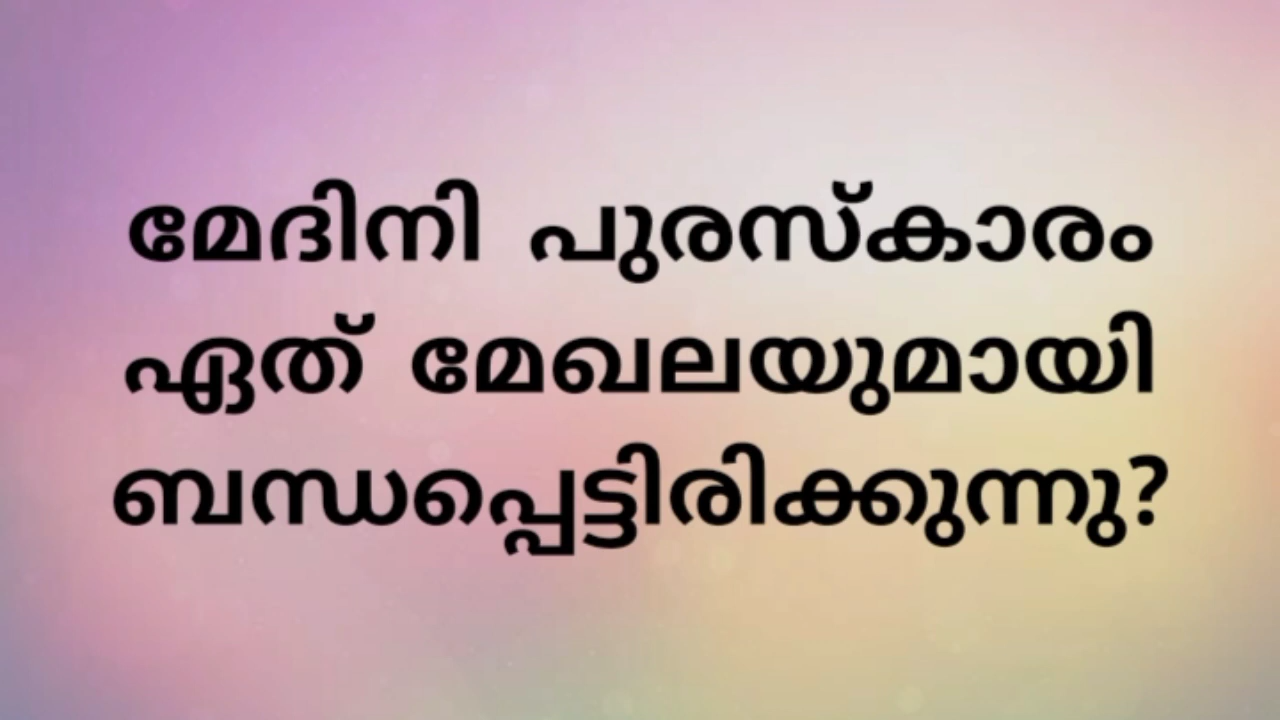 മേദിനി പുരസ്കാരം
ഏത് മേഖലയുമായി
ബന്ധപ്പെട്ടിരിക്കുന്നു?